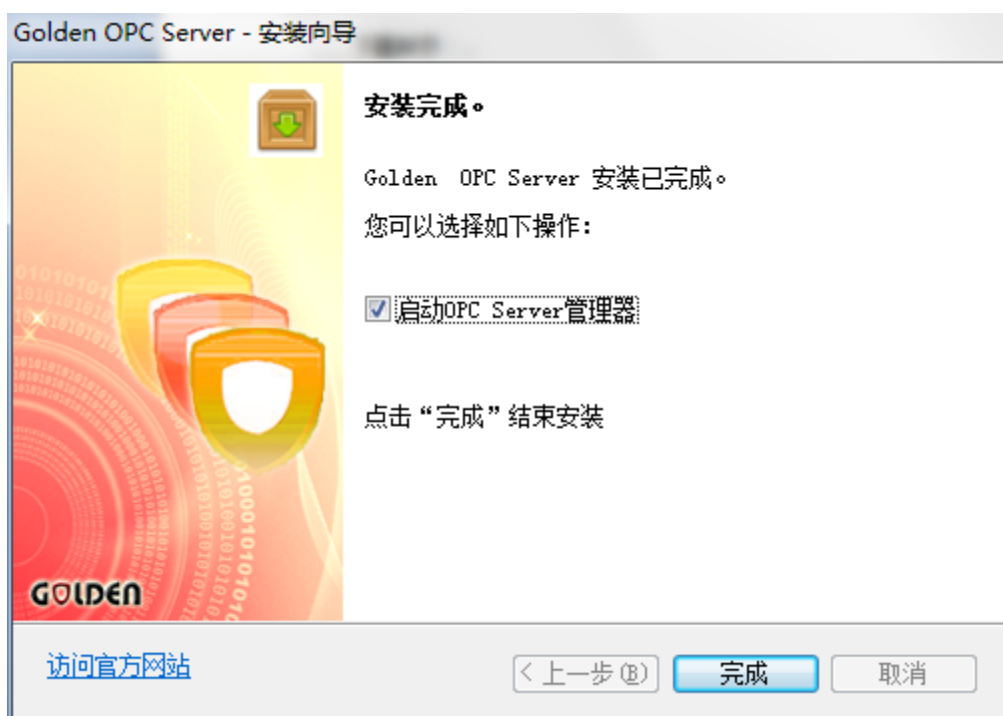 Golden OPC Server - 安装向导
安装完成。
Golden OPC Server 安装已完成。
您可以选择如下操作:
启动OPC Server管理器
点击“完成”结束安装
GOLDEN
访问官方网站
< 上一步(B)
完成
取消